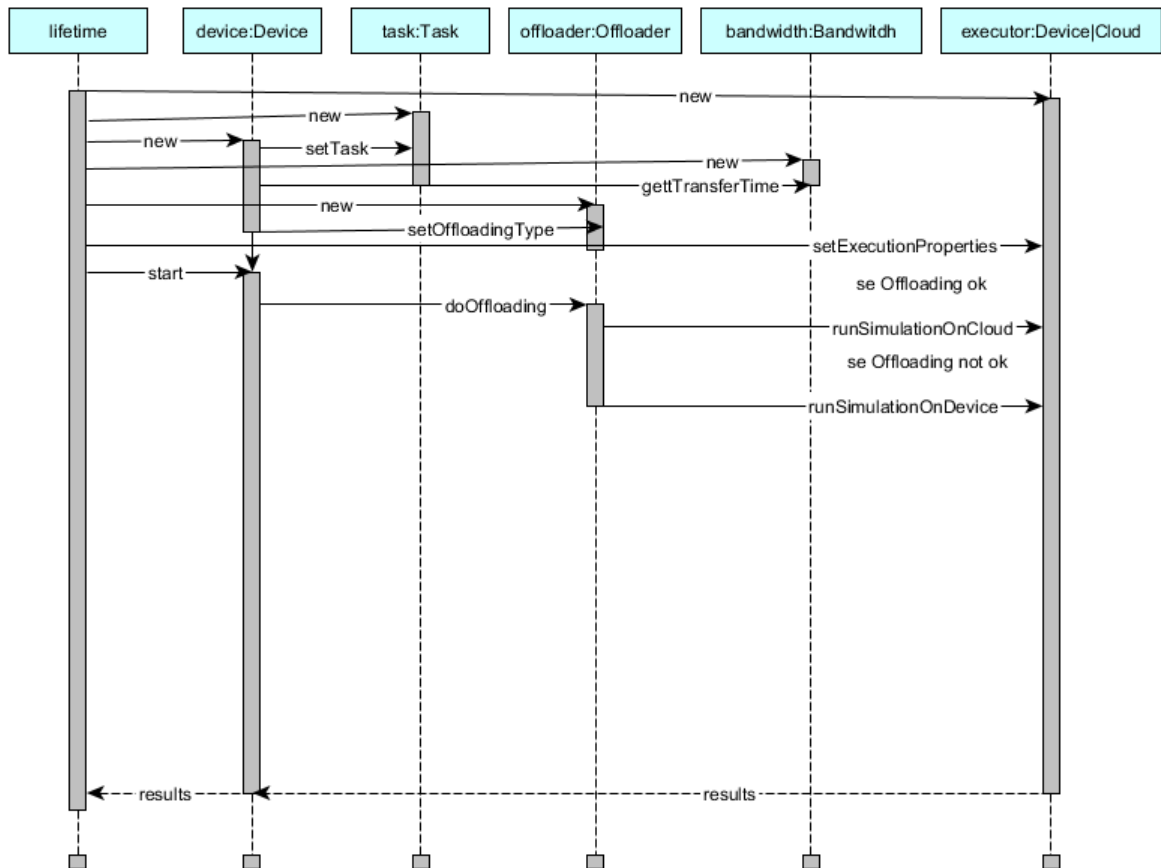 lifetime
device:Device
task:Task
offloader:Offloader
bandwidth:Bandwitdh
executor:Device|Cloud
new
new
new
setTask
new
gettTransferTime
new
setOffloadingType
setExecutionProperties
start
se Offloading ok
doOffloading
runSimulationOnCloud
se Offloading not ok
runSimulationOnDevice
results
results